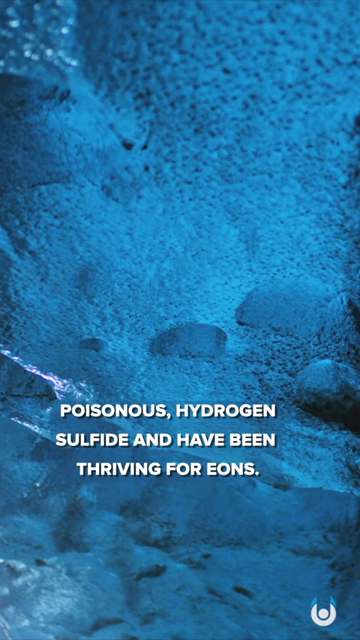 POISONOUS, HYDROGEN
SULFIDE AND HAVE BEEN
THRIVING FOR EONS.